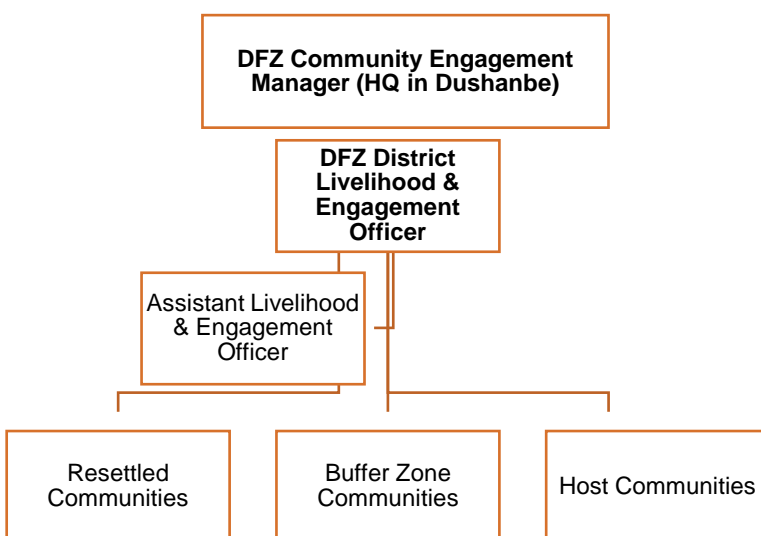 DFZ Community Engagement
Manager (HQ in Dushanbe)
DFZ District
Livelihood &
Engagement
Officer
Assistant Livelihood
& Engagement
Officer
Resettled
Communities
Buffer Zone
Communities
Host Communities